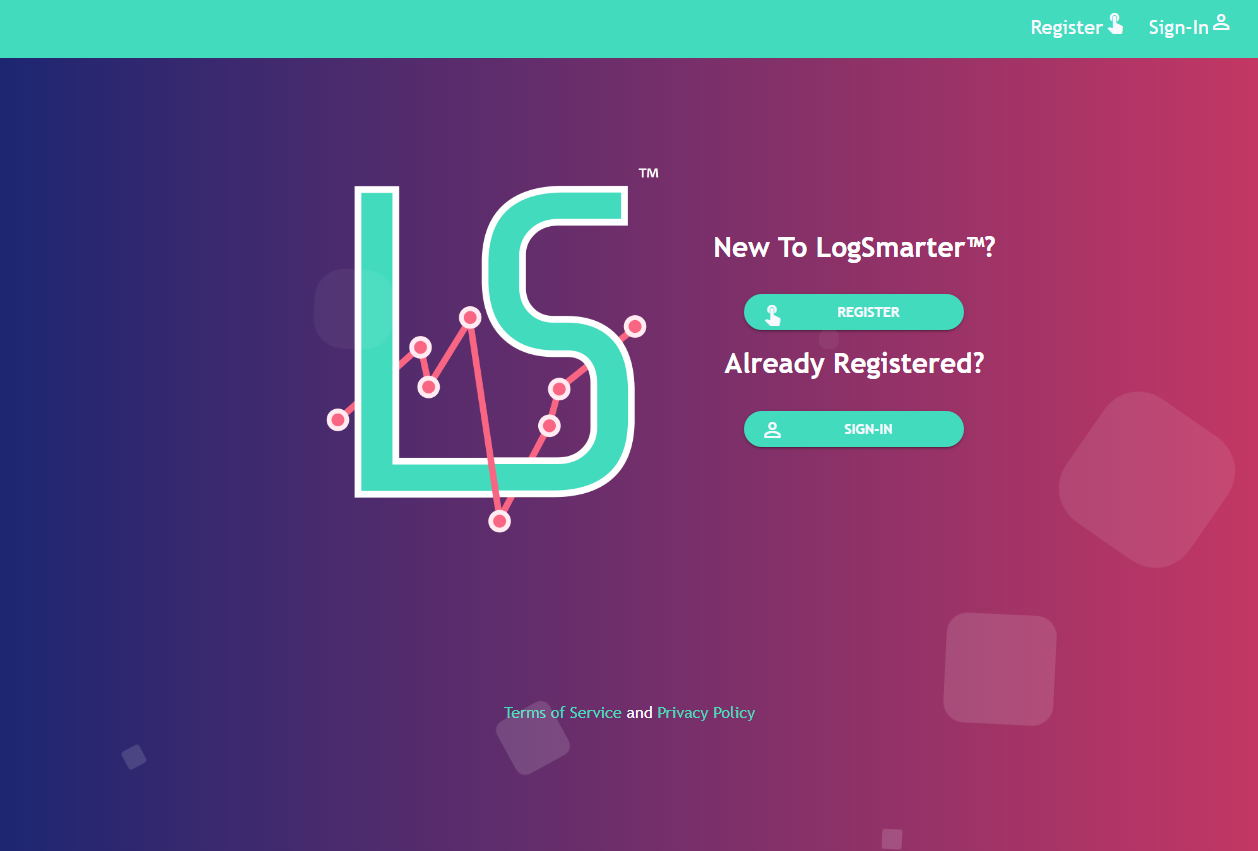 Register Sign-In
LS™
New To LogSmarter™?
REGISTER
Already Registered?
SIGN-IN
Terms of Service and Privacy Policy